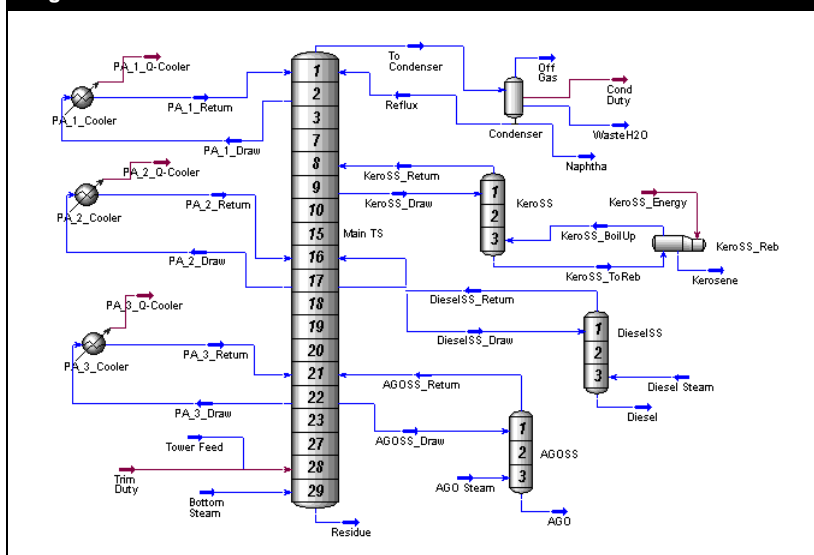 PA_1_Q-Cooler
PA_1_Return
PA_1_Cooler
PA_1_Draw
PA_2_Q-Cooler
PA_2_Return
PA_2_Cooler
PA_2_Draw
PA_3_Q-Cooler
PA_3_Return
PA_3_Cooler
PA_3_Draw
Tower Feed
Trim
Duty
Bottom
Steam
1
2
3
7
8
9
10
15
16
17
18
19
20
21
22
23
27
28
29
Main TS
Residue
To
Condenser
Reflux
Off
Gas
Cond
Duty
Condenser
WasteH2O
Naphtha
KeroSS_Return
KeroSS_Draw
1
2
3
KeroSS
KeroSS_Energy
KeroSS_BoilUp
KeroSS_Reb
KeroSS_ToReb
Kerosene
DieselSS_Return
DieselSS_Draw
1
2
3
DieselSS
Diesel Steam
Diesel
AGOSS_Return
AGOSS_Draw
1
2
3
AGOSS
AGO Steam
AGO